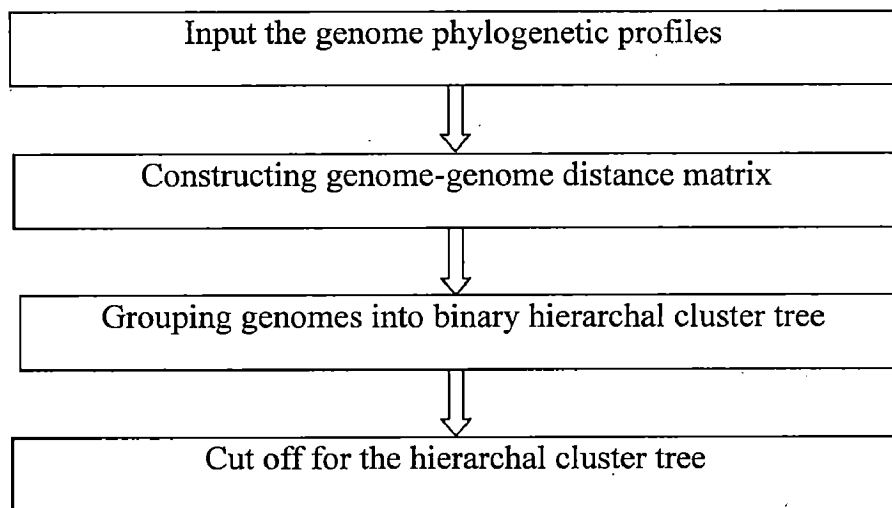 Input the genome phylogenetic profiles
Constructing genome-genome distance matrix
Grouping genomes into binary hierarchal cluster tree
Cut off for the hierarchal cluster tree